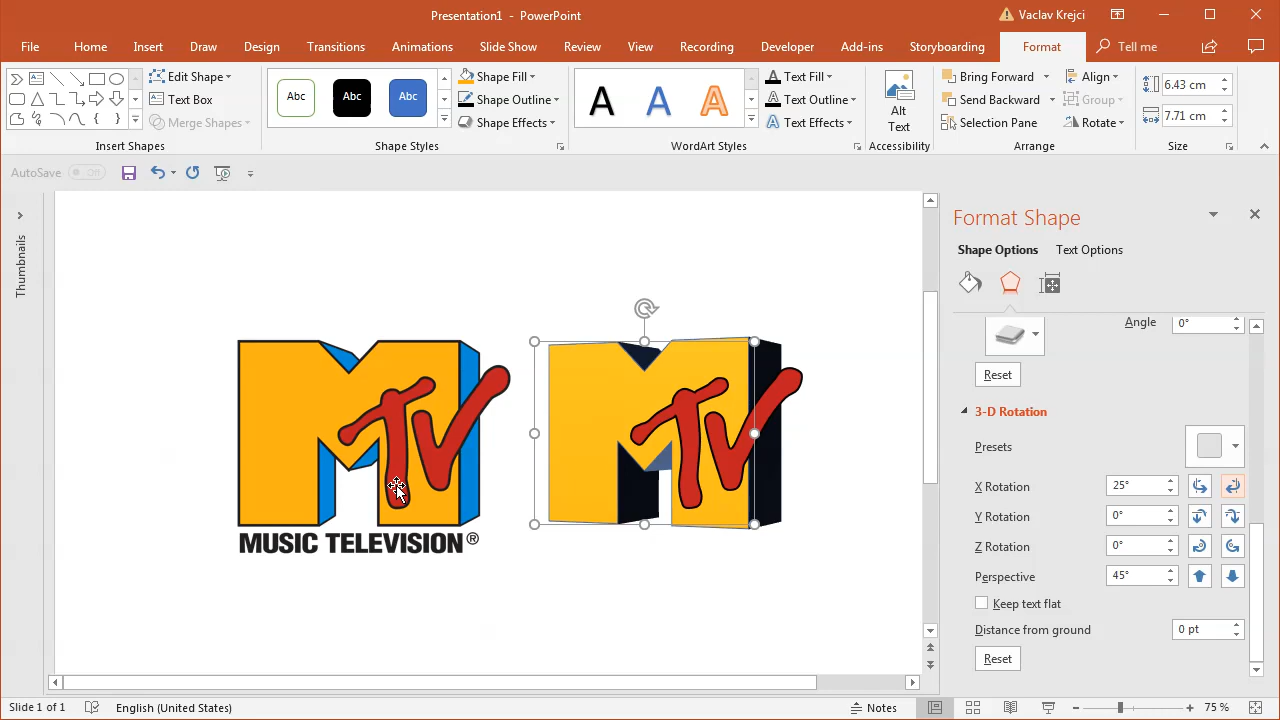 Presentation1 - PowerPoint
Vaclav Krejci
File Home Insert Draw Design Transitions Animations Slide Show Review View Recording Developer Add-ins Storyboarding Format Tell me
Edit Shape
Text Box
Merge Shapes
Insert Shapes
Abc Abc Abc
Shape Fill
Shape Outline
Shape Effects
Shape Styles
A A A
Text Fill
Text Outline
Text Effects
WordArt Styles
Alt
Text
Accessibility
Bring Forward
Send Backward
Selection Pane
Align
Group
Rotate
Arrange
6.43 cm
7.71 cm
Size
AutoSave Off
Thumbnails
MTV
MUSIC TELEVISION®
MTV
Format Shape
Shape Options Text Options
Angle 0°
Reset
3-D Rotation
Presets
X Rotation 25°
Y Rotation 0°
Z Rotation 0°
Perspective 45°
Keep text flat
Distance from ground 0 pt
Reset
Slide 1 of 1 English (United States) Notes 75 %